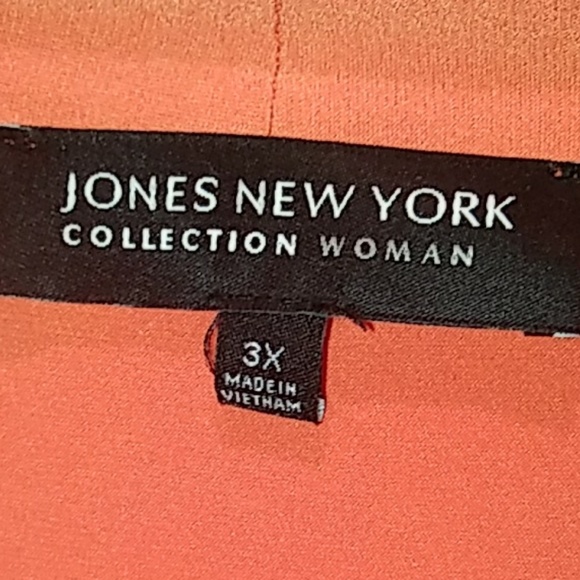 JONES NEW YORK
COLLECTION WOMAN
3X
MADE IN
VIETNAM